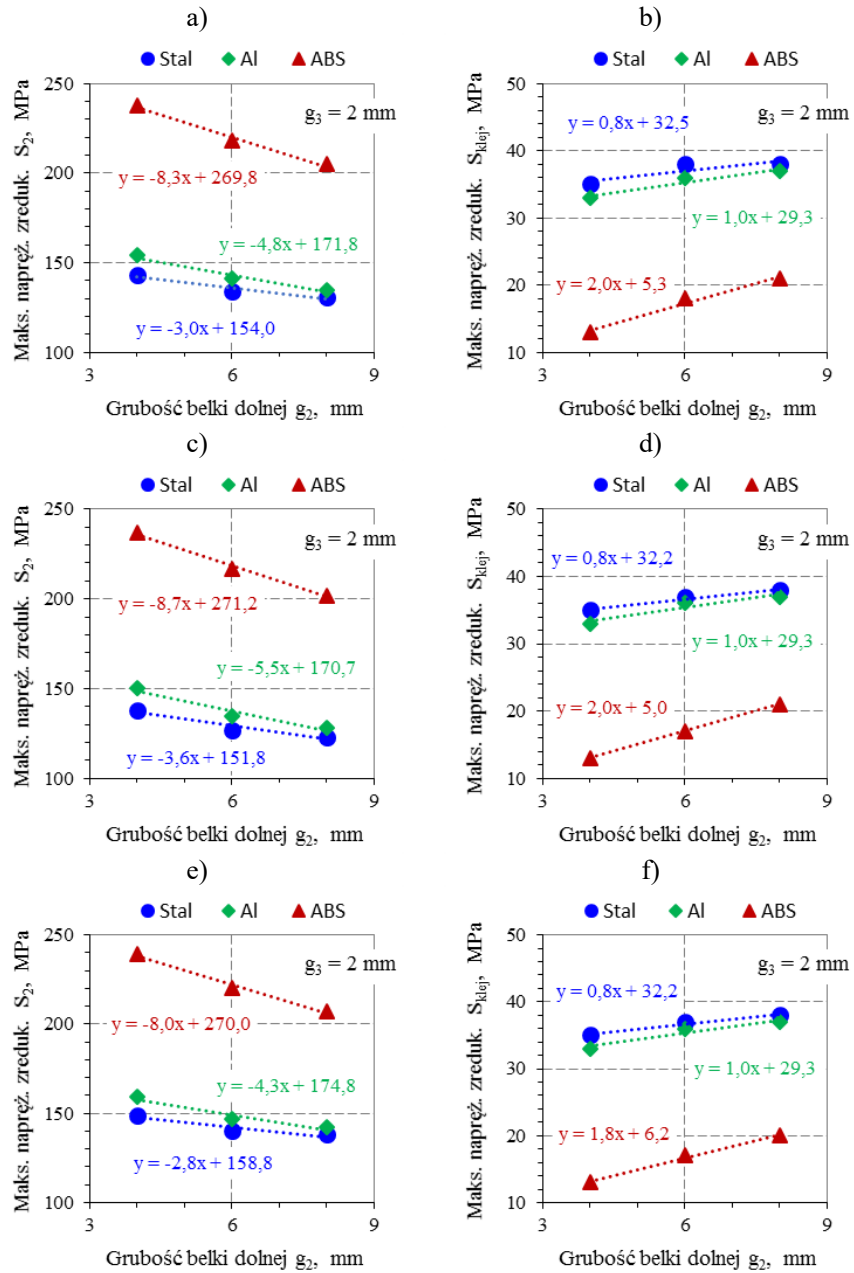 a)
Stal Al ABS
Maks. napręż. zreduk. S₂, MPa
250
200
150
100
g₃ = 2 mm
y = -8,3x + 269,8
y = -4,8x + 171,8
y = -3,0x + 154,0
3 6 9
Grubość belki dolnej g₂, mm
b)
Stal Al ABS
Maks. napręż. zreduk. Sₖₗₑⱼ, MPa
50
40
30
20
10
g₃ = 2 mm
y = 0,8x + 32,5
y = 1,0x + 29,3
y = 2,0x + 5,3
3 6 9
Grubość belki dolnej g₂, mm
c)
Stal Al ABS
Maks. napręż. zreduk. S₂, MPa
250
200
150
100
g₃ = 2 mm
y = -8,7x + 271,2
y = -5,5x + 170,7
y = -3,6x + 151,8
3 6 9
Grubość belki dolnej g₂, mm
d)
Stal Al ABS
Maks. napręż. zreduk. Sₖₗₑⱼ, MPa
50
40
30
20
10
g₃ = 2 mm
y = 0,8x + 32,2
y = 1,0x + 29,3
y = 2,0x + 5,0
3 6 9
Grubość belki dolnej g₂, mm
e)
Stal Al ABS
Maks. napręż. zreduk. S₂, MPa
250
200
150
100
g₃ = 2 mm
y = -8,0x + 270,0
y = -4,3x + 174,8
y = -2,8x + 158,8
3 6 9
Grubość belki dolnej g₂, mm
f)
Stal Al ABS
Maks. napręż. zreduk. Sₖₗₑⱼ, MPa
50
40
30
20
10
g₃ = 2 mm
y = 0,8x + 32,2
y = 1,0x + 29,3
y = 1,8x + 6,2
3 6 9
Grubość belki dolnej g₂, mm